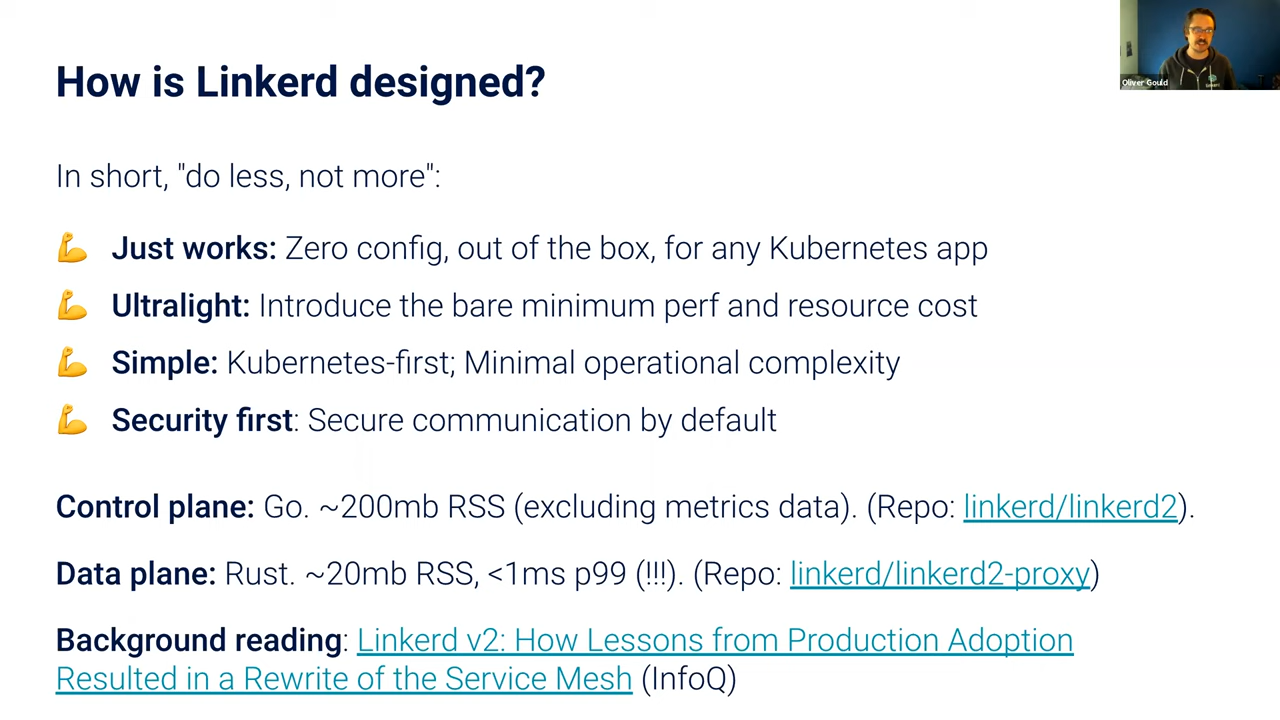 Oliver Gould
How is Linkerd designed?
In short, "do less, not more":
💪 Just works: Zero config, out of the box, for any Kubernetes app
💪 Ultralight: Introduce the bare minimum perf and resource cost
💪 Simple: Kubernetes-first; Minimal operational complexity
💪 Security first: Secure communication by default
Control plane: Go. ~200mb RSS (excluding metrics data). (Repo: linkerd/linkerd2).
Data plane: Rust. ~20mb RSS, <1ms p99 (!!!). (Repo: linkerd/linkerd2-proxy)
Background reading: Linkerd v2: How Lessons from Production Adoption
Resulted in a Rewrite of the Service Mesh (InfoQ)